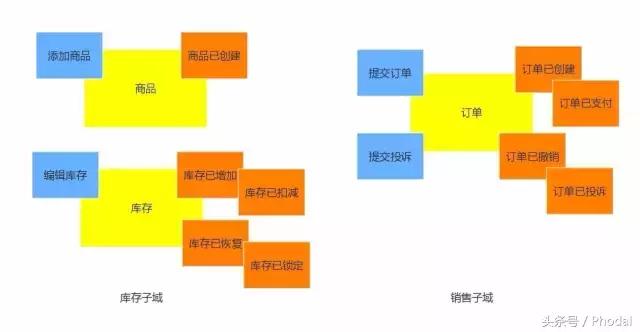 添加商品
商品已创建
商品
编辑库存
库存已增加
库存已扣减
库存
库存已恢复
库存已锁定
库存子域
提交订单
订单已创建
订单已支付
订单
提交投诉
订单已撤销
订单已投诉
销售子域
头条号 / Phodal